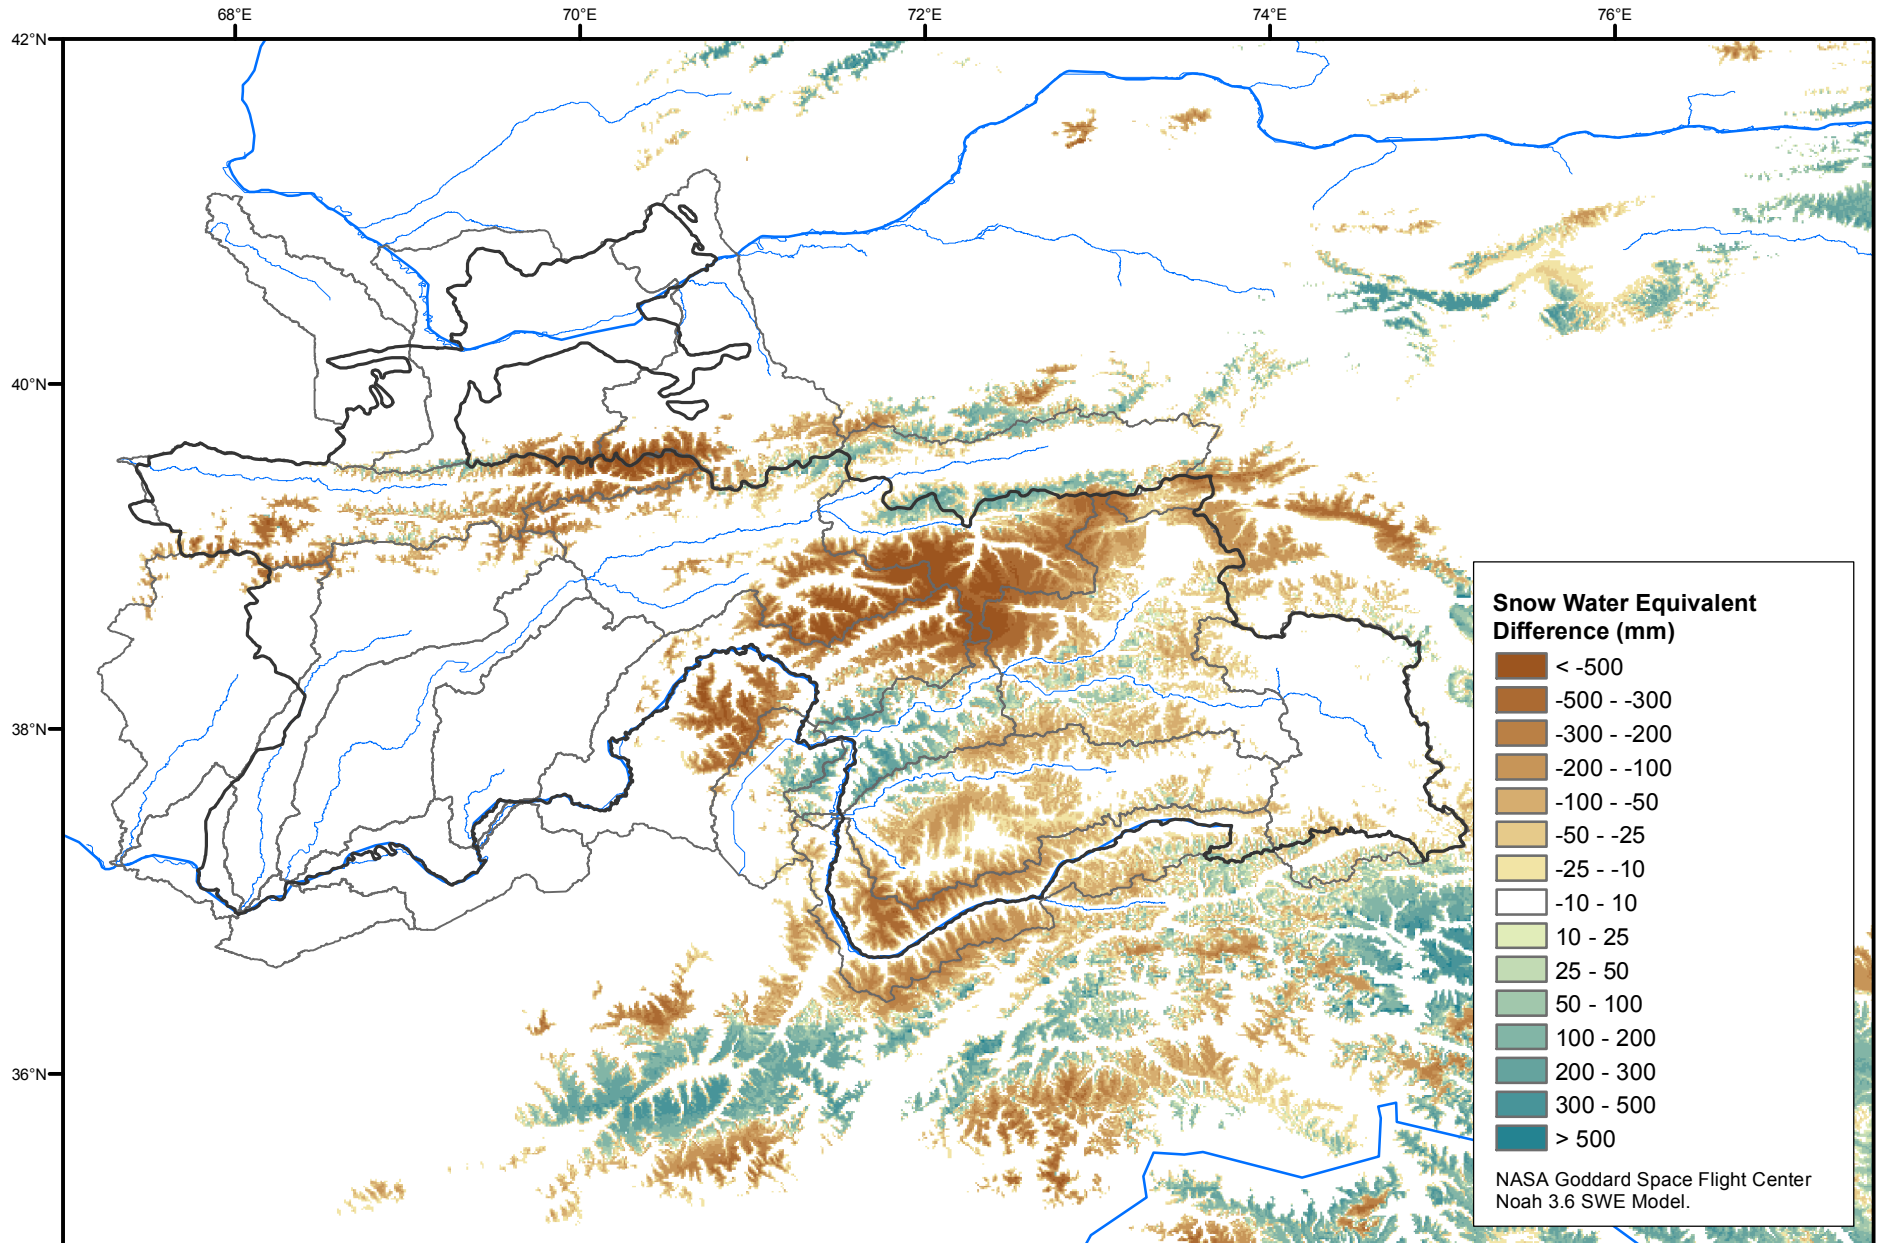 68°E 70°E 72°E 74°E 76°E
42°N
40°N
38°N
36°N
Snow Water Equivalent
Difference (mm)
< -500
-500 - -300
-300 - -200
-200 - -100
-100 - -50
-50 - -25
-25 - -10
-10 - 10
10 - 25
25 - 50
50 - 100
100 - 200
200 - 300
300 - 500
> 500
NASA Goddard Space Flight Center
Noah 3.6 SWE Model.